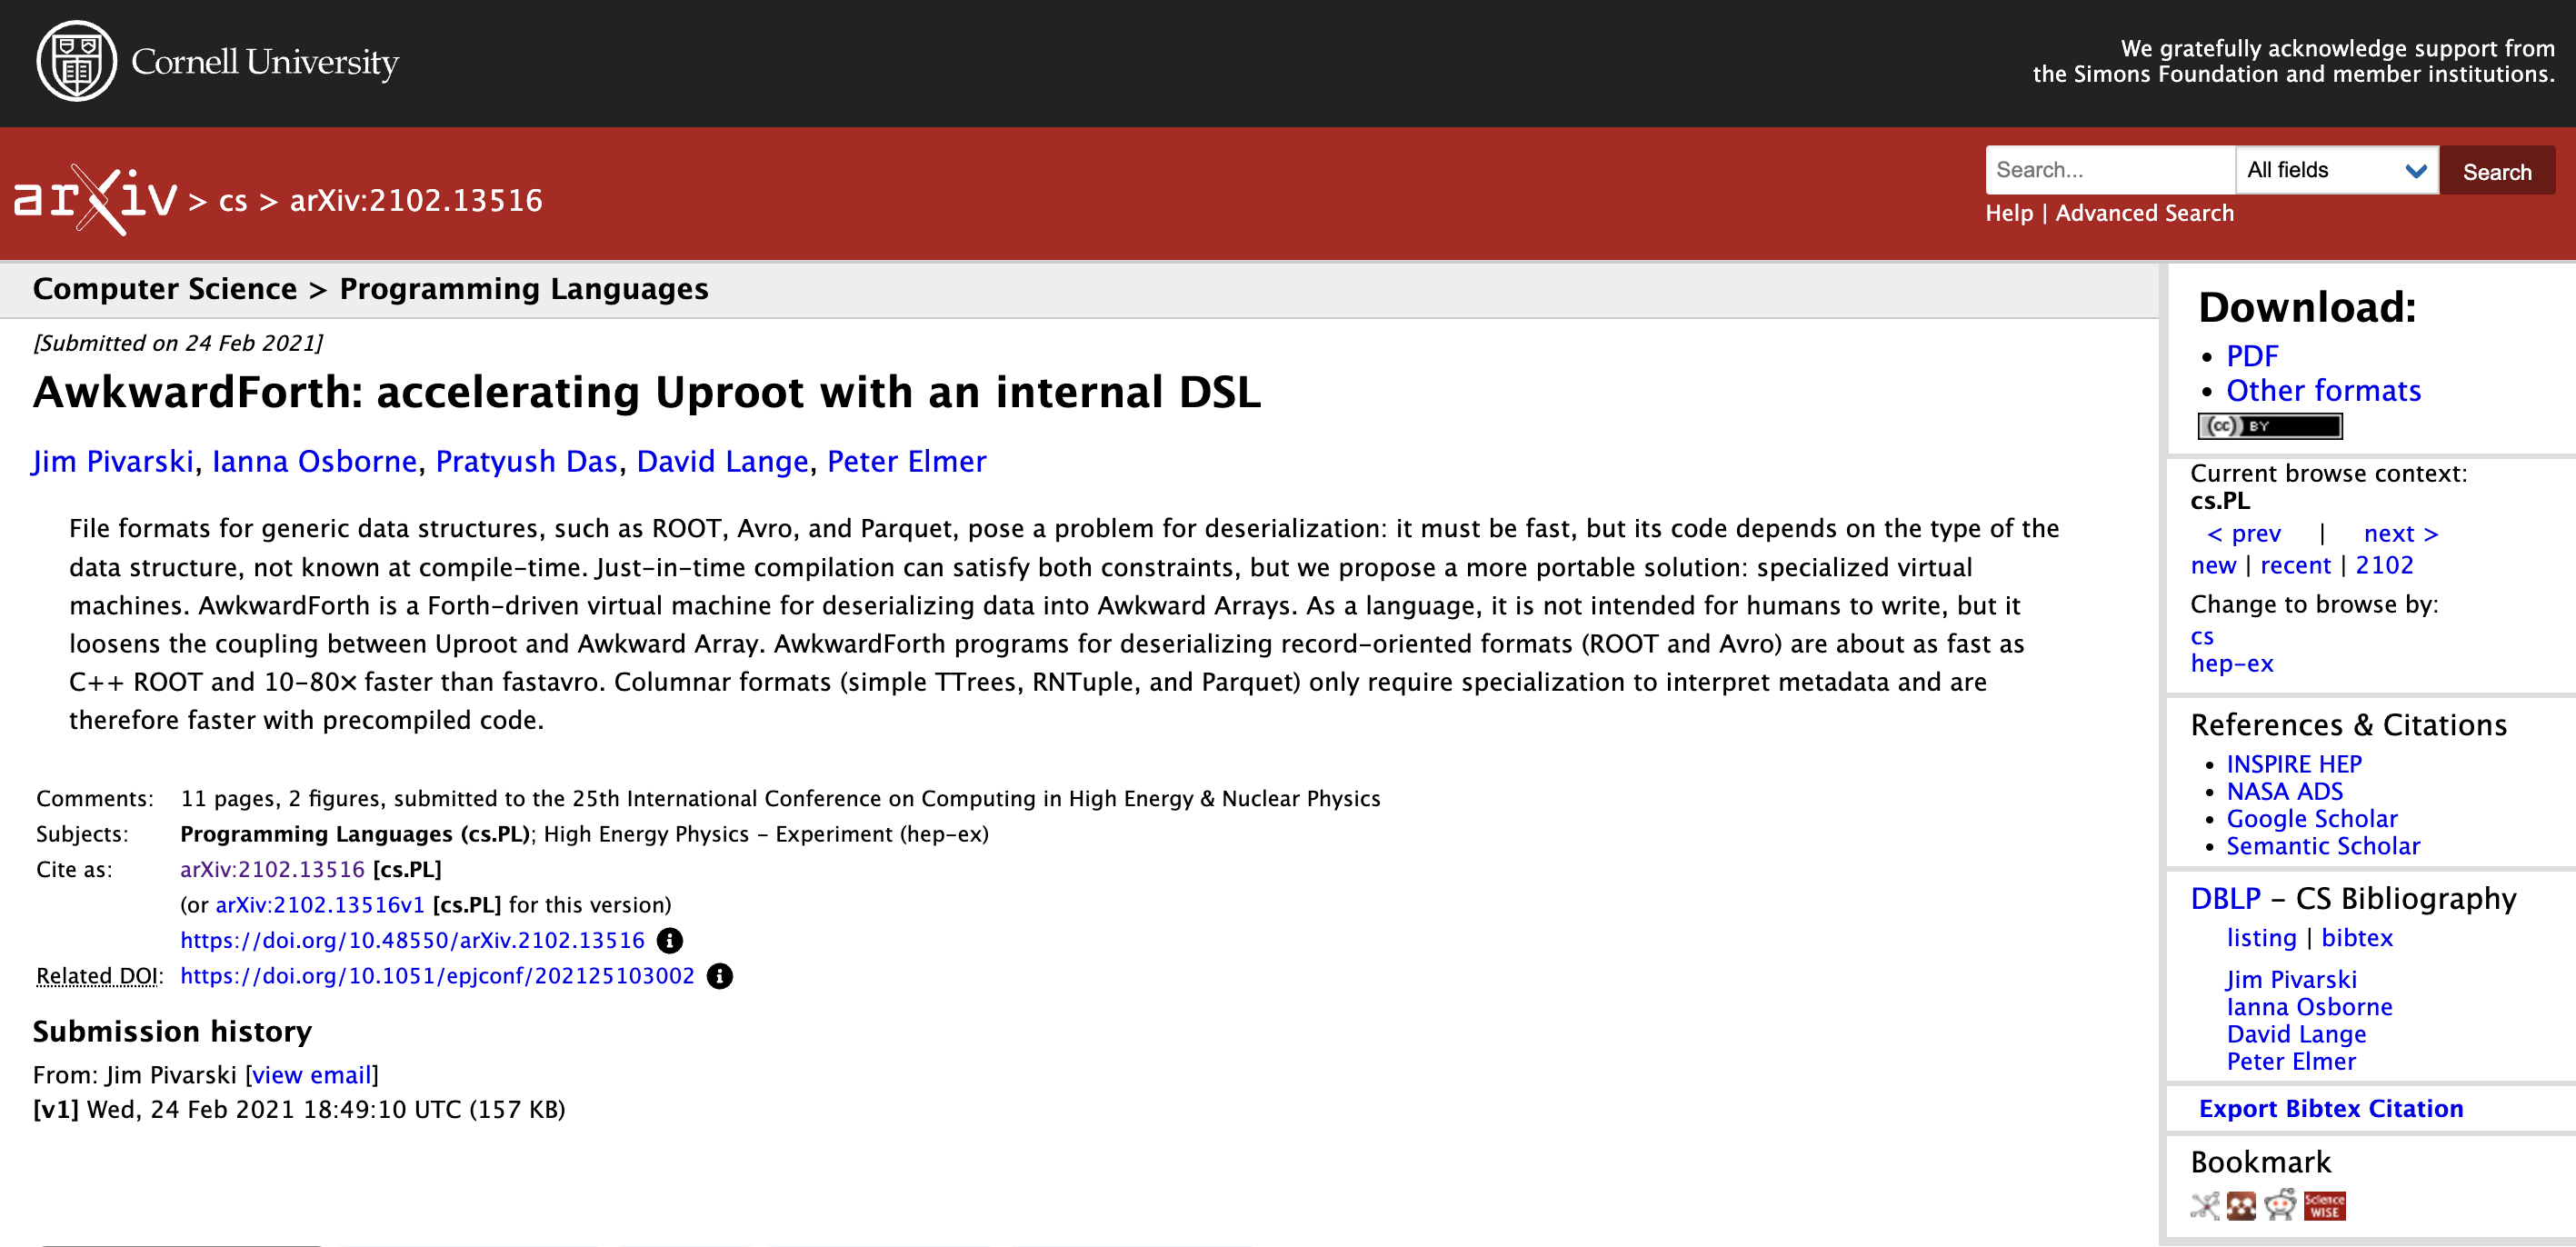 Cornell University
We gratefully acknowledge support from
the Simons Foundation and member institutions.
arXiv > cs > arXiv:2102.13516
Search...
All fields
Search
Help | Advanced Search
Computer Science > Programming Languages
[Submitted on 24 Feb 2021]
AwkwardForth: accelerating Uproot with an internal DSL
Jim Pivarski, Ianna Osborne, Pratyush Das, David Lange, Peter Elmer
File formats for generic data structures, such as ROOT, Avro, and Parquet, pose a problem for deserialization: it must be fast, but its code depends on the type of the
data structure, not known at compile-time. Just-in-time compilation can satisfy both constraints, but we propose a more portable solution: specialized virtual
machines. AwkwardForth is a Forth-driven virtual machine for deserializing data into Awkward Arrays. As a language, it is not intended for humans to write, but it
loosens the coupling between Uproot and Awkward Array. AwkwardForth programs for deserializing record-oriented formats (ROOT and Avro) are about as fast as
C++ ROOT and 10-80× faster than fastavro. Columnar formats (simple TTrees, RNTuple, and Parquet) only require specialization to interpret metadata and are
therefore faster with precompiled code.
Comments: 11 pages, 2 figures, submitted to the 25th International Conference on Computing in High Energy & Nuclear Physics
Subjects: Programming Languages (cs.PL); High Energy Physics - Experiment (hep-ex)
Cite as: arXiv:2102.13516 [cs.PL]
(or arXiv:2102.13516v1 [cs.PL] for this version)
https://doi.org/10.48550/arXiv.2102.13516
Related DOI: https://doi.org/10.1051/epjconf/202125103002
Submission history
From: Jim Pivarski [view email]
[v1] Wed, 24 Feb 2021 18:49:10 UTC (157 KB)
Download:
• PDF
• Other formats
(cc) BY
Current browse context:
cs.PL
< prev | next >
new | recent | 2102
Change to browse by:
cs
hep-ex
References & Citations
• INSPIRE HEP
• NASA ADS
• Google Scholar
• Semantic Scholar
DBLP - CS Bibliography
listing | bibtex
Jim Pivarski
Ianna Osborne
David Lange
Peter Elmer
Export Bibtex Citation
Bookmark
Science
WISE